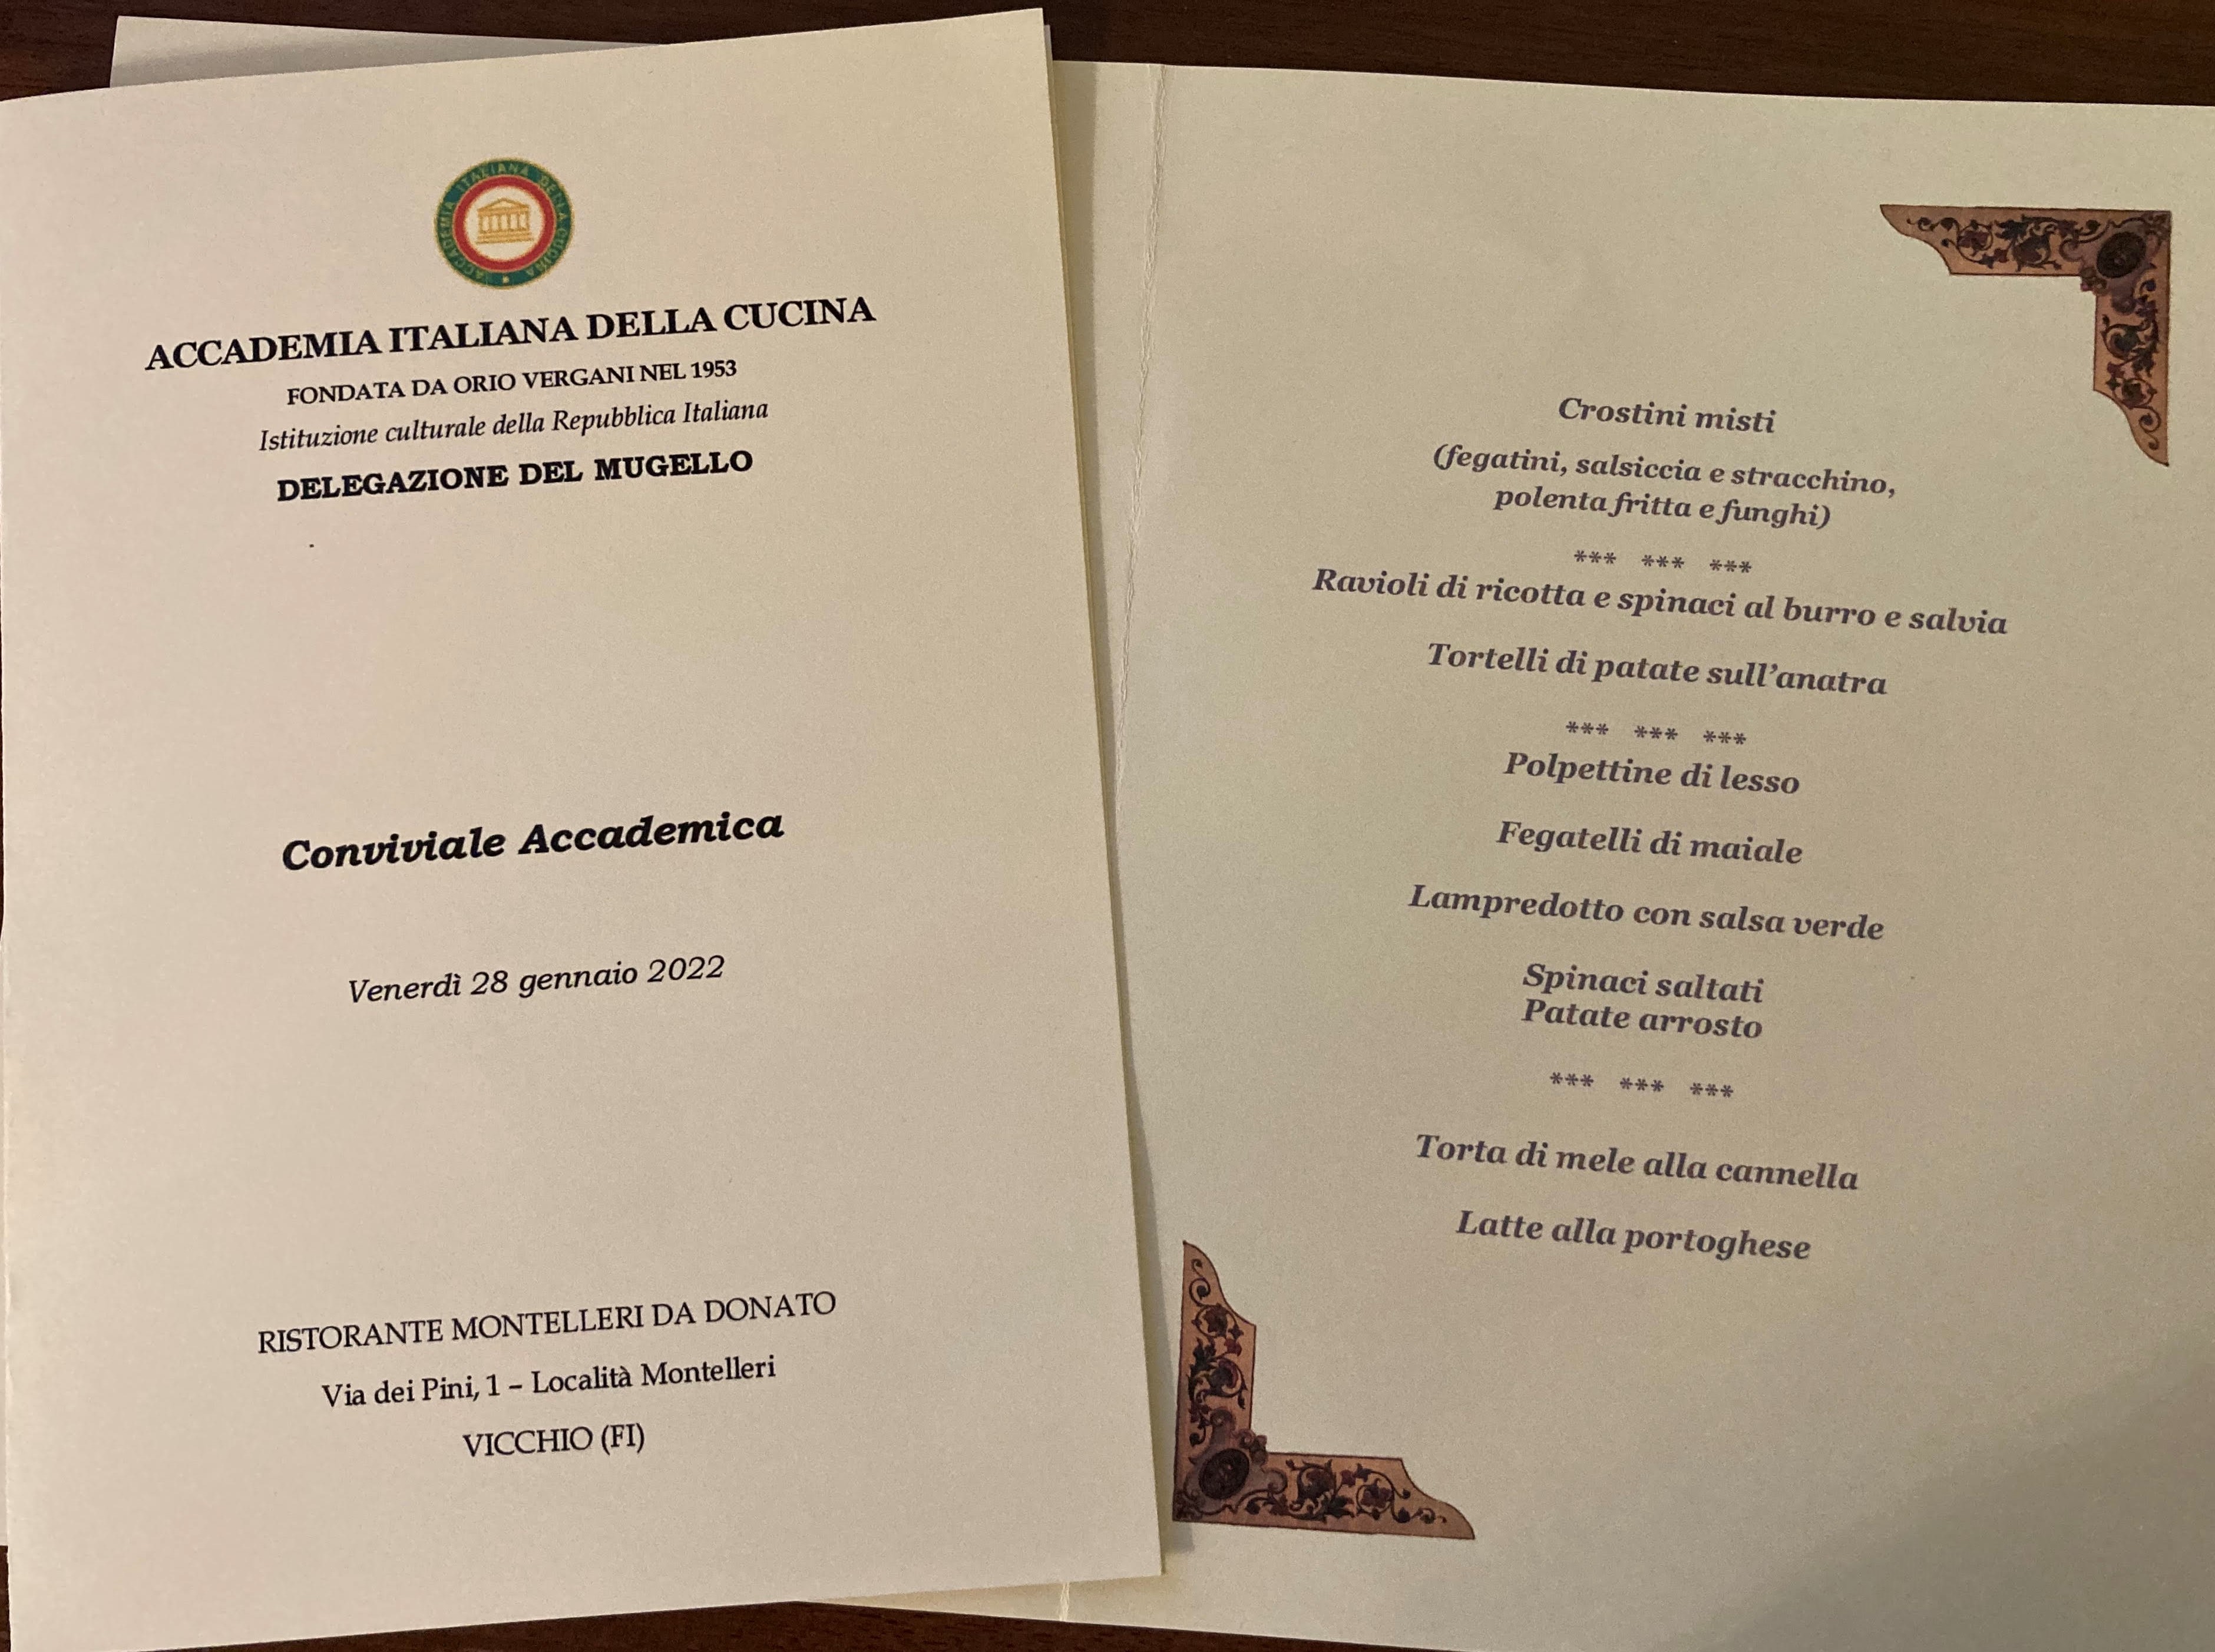 ACCADEMIA ITALIANA DELLA CUCINA
ACCADEMIA ITALIANA DELLA CUCINA
FONDATA DA ORIO VERGANI NEL 1953
Istituzione culturale della Repubblica Italiana
DELEGAZIONE DEL MUGELLO
Conviviale Accademica
Venerdì 28 gennaio 2022
RISTORANTE MONTELLERI DA DONATO
Via dei Pini, 1 – Località Montelleri
VICCHIO (FI)
Crostini misti
(fegatini, salsiccia e stracchino,
polenta fritta e funghi)
*** *** ***
Ravioli di ricotta e spinaci al burro e salvia
Tortelli di patate sull'anatra
*** *** ***
Polpettine di lesso
Fegatelli di maiale
Lampredotto con salsa verde
Spinaci saltati
Patate arrosto
*** *** ***
Torta di mele alla cannella
Latte alla portoghese